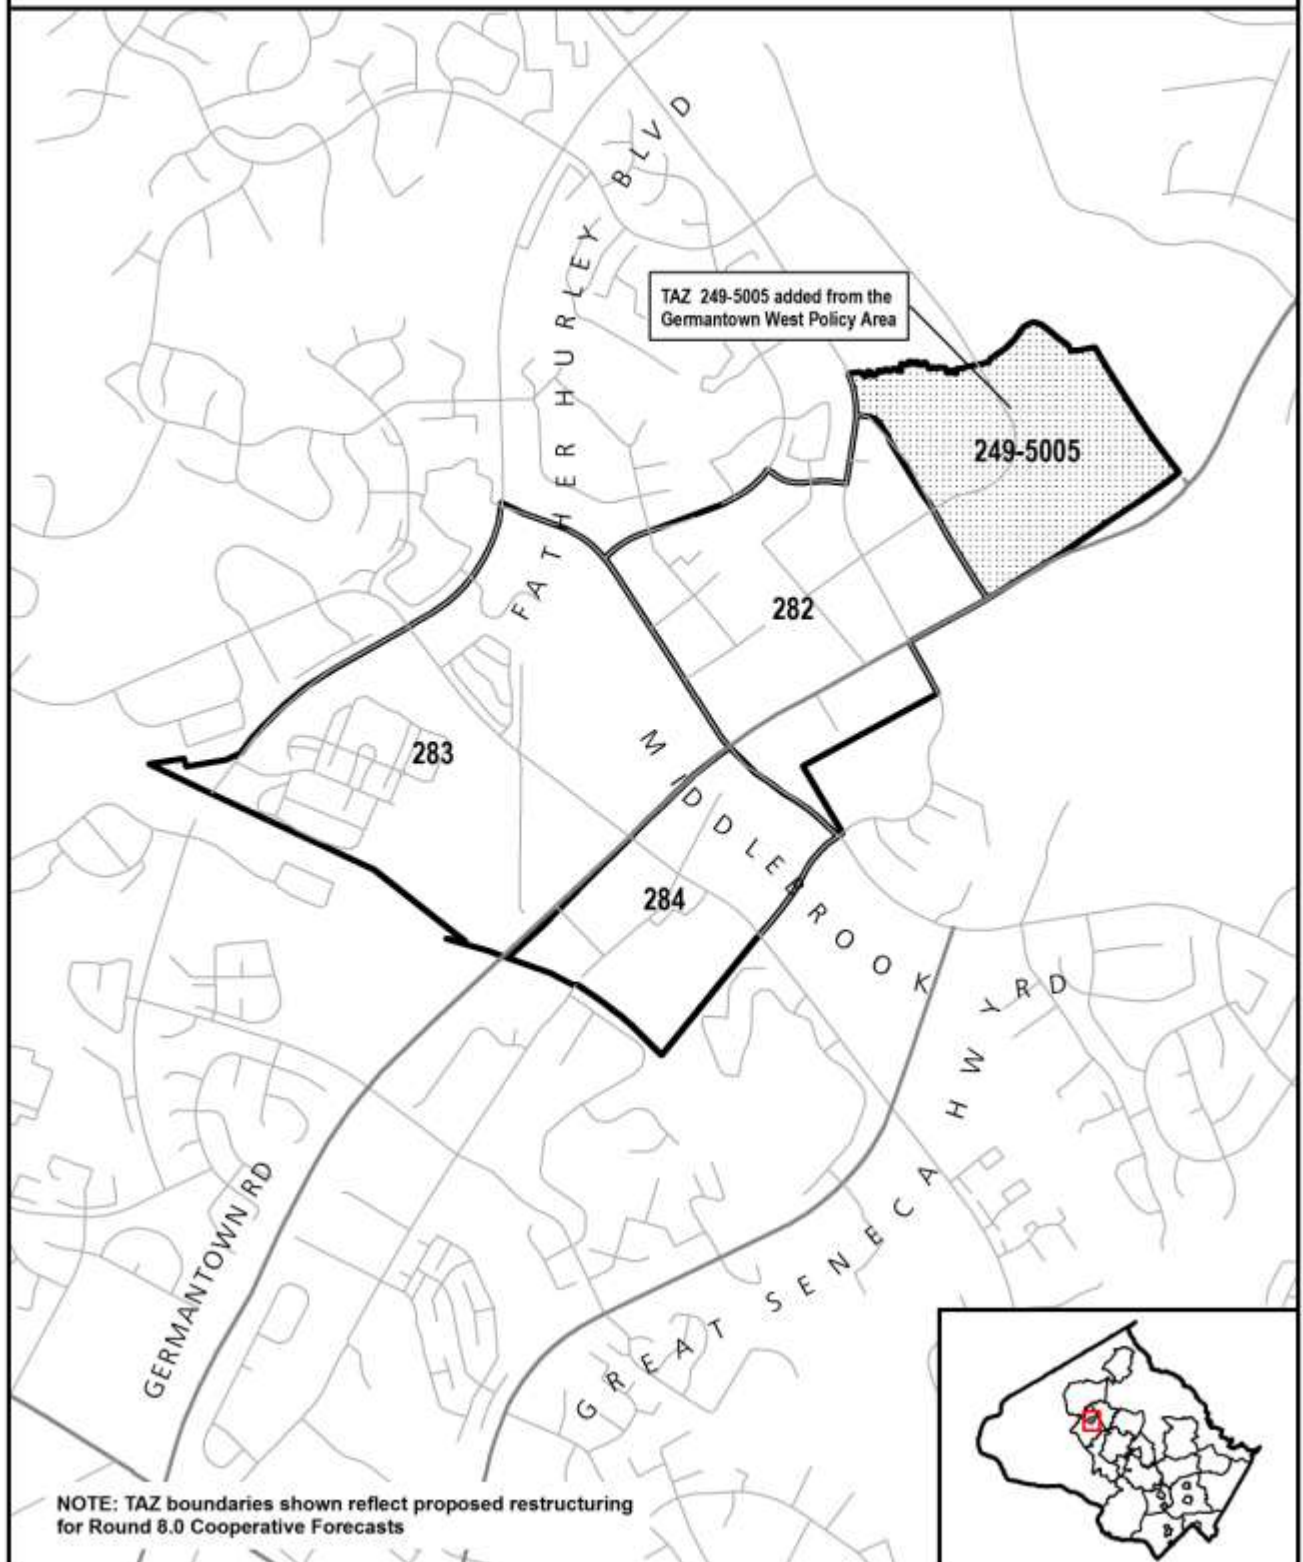 FATHER HURLEY BLVD
TAZ 249-5005 added from the
Germantown West Policy Area
249-5005
282
283
284
MIDDLEBROOK RD
GREAT SENECA HWY
GERMANTOWN RD
NOTE: TAZ boundaries shown reflect proposed restructuring
for Round 8.0 Cooperative Forecasts